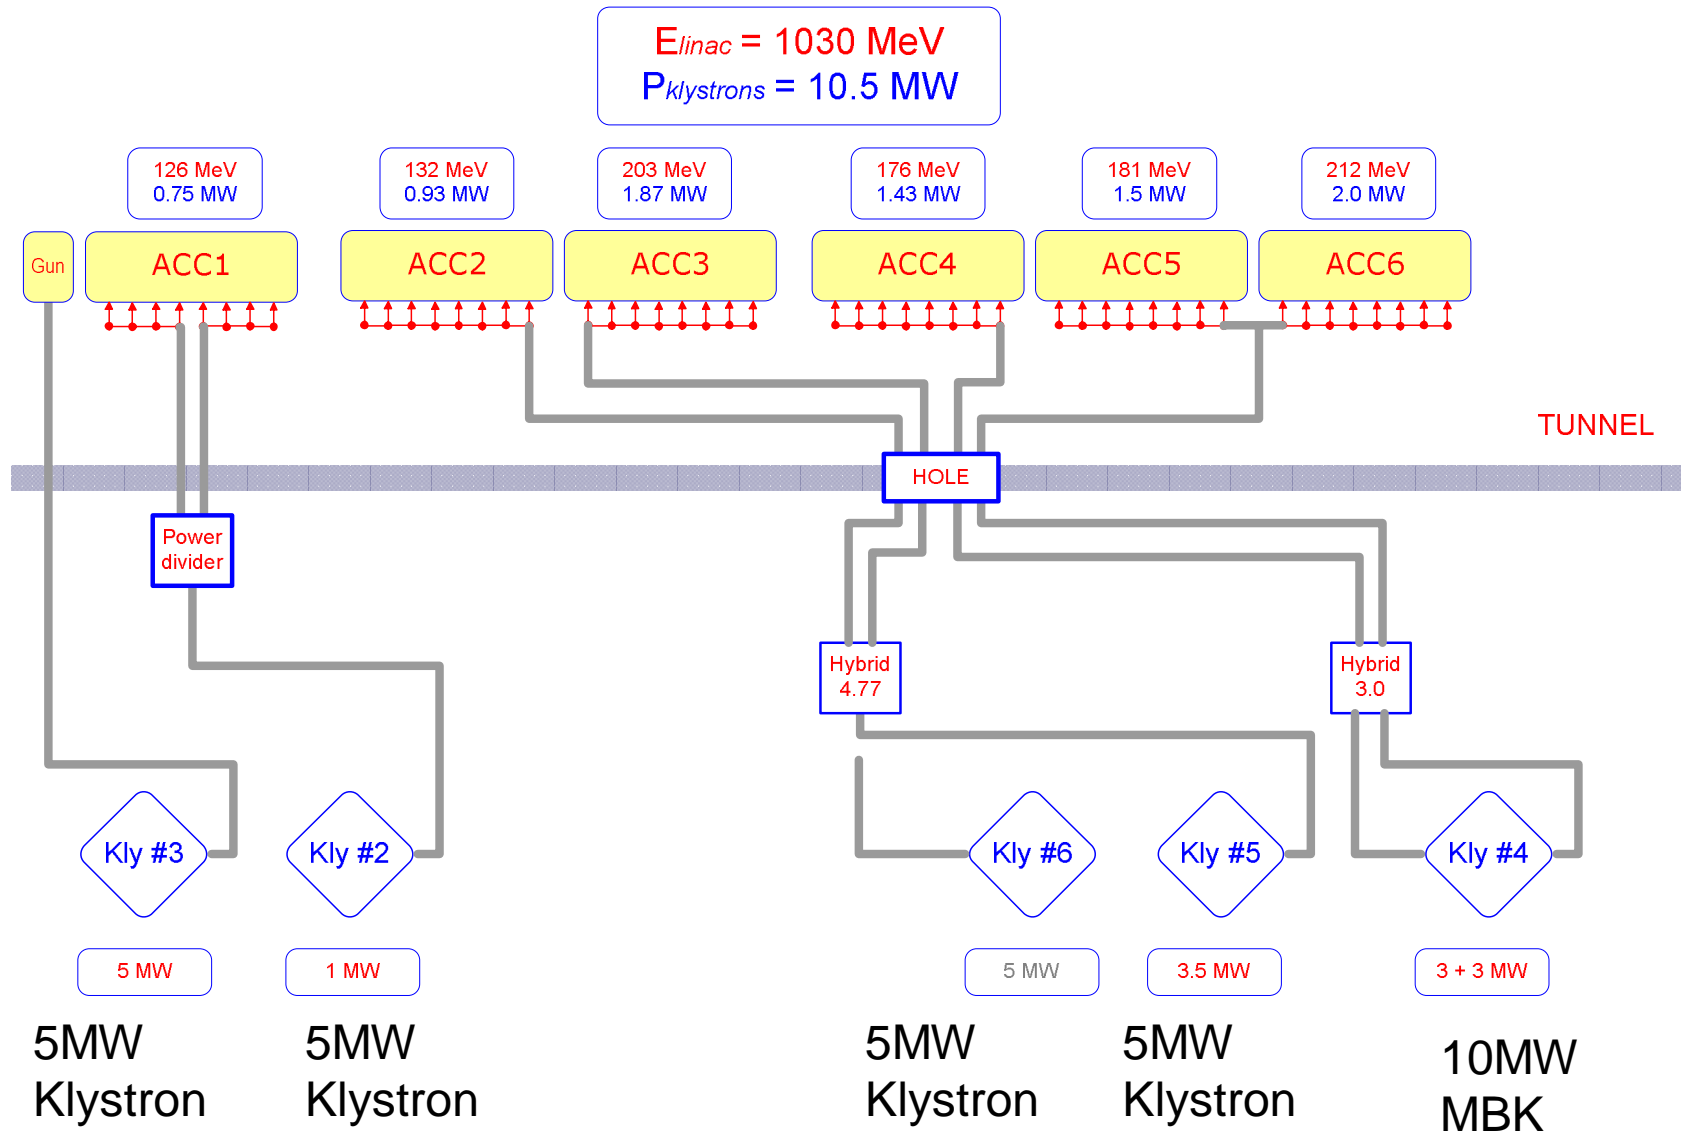 Elinac = 1030 MeV
Pklystrons = 10.5 MW
126 MeV
0.75 MW
132 MeV
0.93 MW
203 MeV
1.87 MW
176 MeV
1.43 MW
181 MeV
1.5 MW
212 MeV
2.0 MW
Gun
ACC1
ACC2
ACC3
ACC4
ACC5
ACC6
TUNNEL
HOLE
Power
divider
Hybrid
4.77
Hybrid
3.0
Kly #3
Kly #2
Kly #6
Kly #5
Kly #4
5 MW
1 MW
5 MW
3.5 MW
3 + 3 MW
5MW
Klystron
5MW
Klystron
5MW
Klystron
5MW
Klystron
10MW
MBK